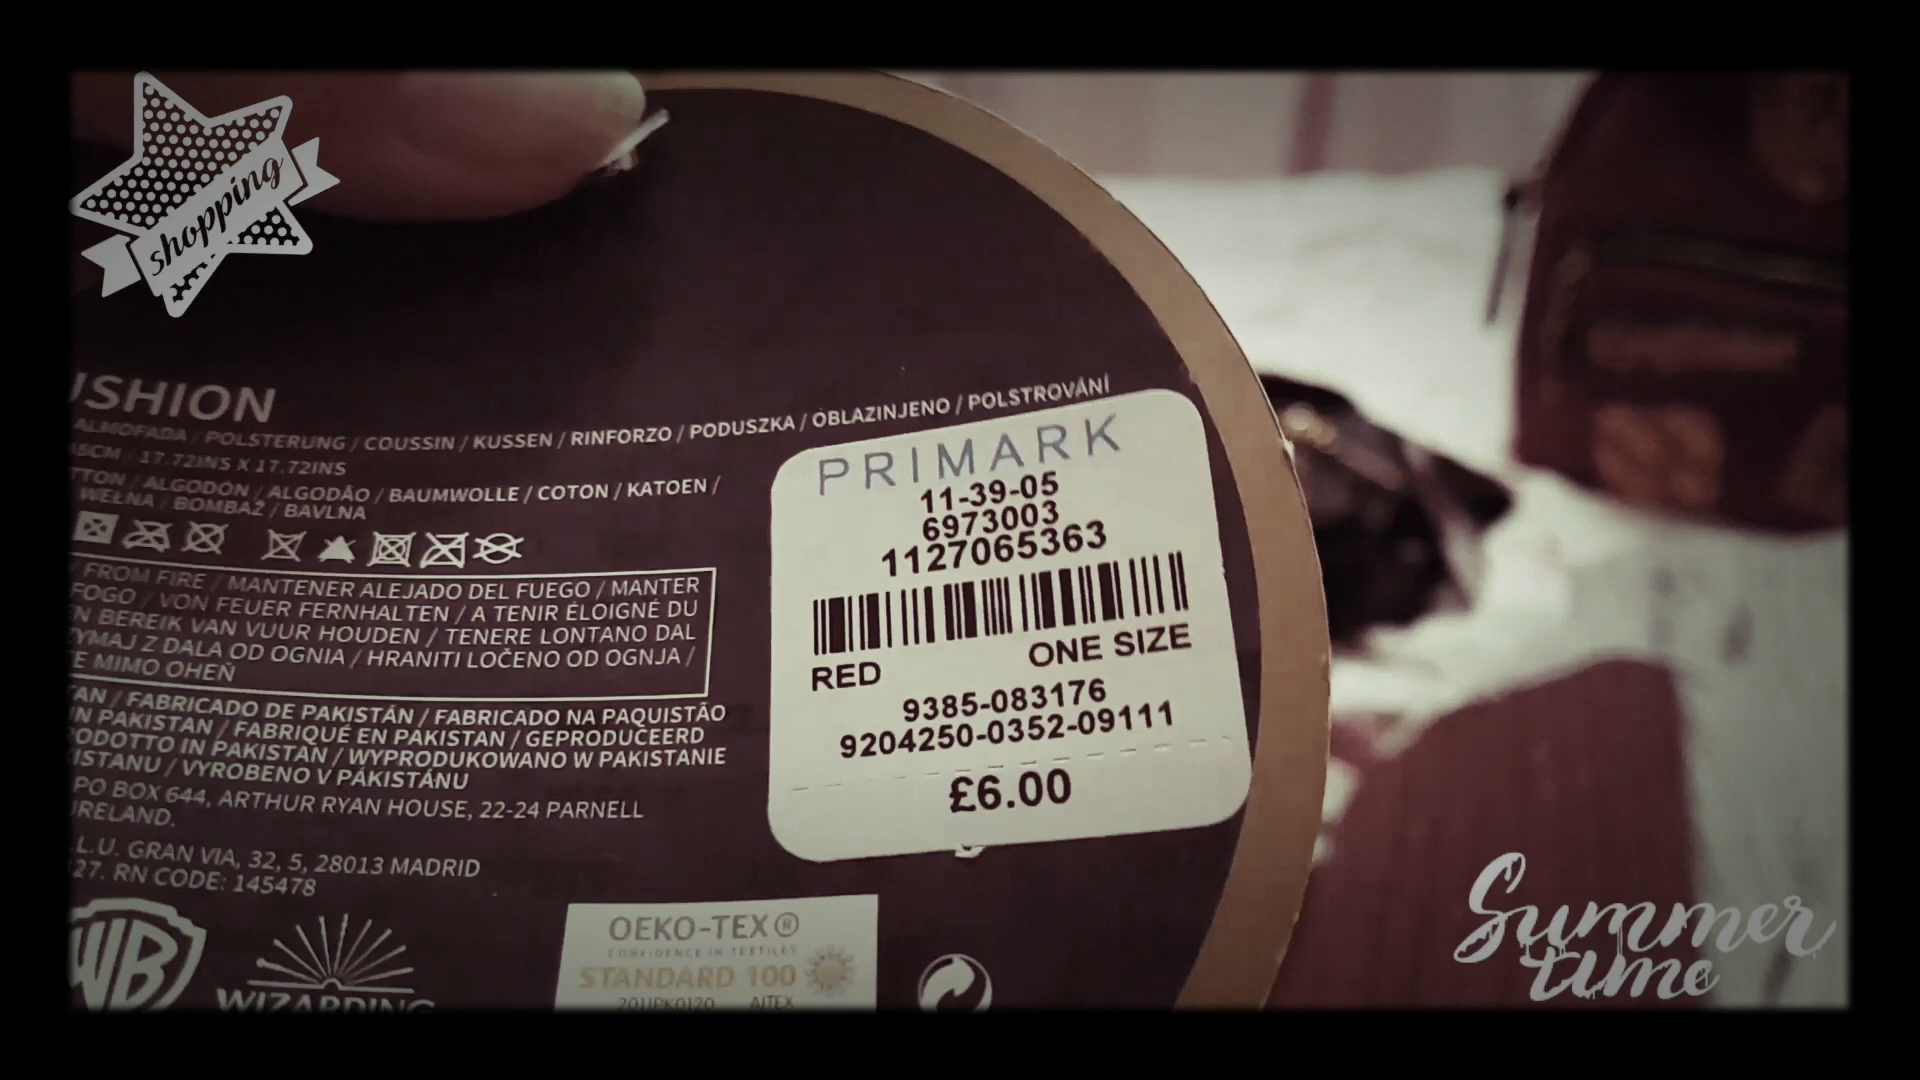 shopping
USHION
ALMOFADA / POLSTERUNG / COUSSIN / KUSSEN / RINFORZO / PODUSZKA / OBLAZINJENO / POLSTROVÁNÍ
45CM / 17.72INS X 17.72INS
TTON / ALGODÓN / ALGODÃO / BAUMWOLLE / COTON / KATOEN /
WEŁNA / BOMBAŽ / BAVLNA
FROM FIRE / MANTENER ALEJADO DEL FUEGO / MANTER
FOGO / VON FEUER FERNHALTEN / A TENIR ÉLOIGNÉ DU
N BEREIK VAN VUUR HOUDEN / TENERE LONTANO DAL
ZYMAJ Z DALA OD OGNIA / HRANITI LOČENO OD OGNJA /
E MIMO OHEŇ
TAN / FABRICADO DE PAKISTÁN / FABRICADO NA PAQUISTÃO
IN PAKISTAN / FABRIQUÉ EN PAKISTAN / GEPRODUCEERD
RODOTTO IN PAKISTAN / WYPRODUKOWANO W PAKISTANIE
KISTANU / VYROBENO V PÁKISTÁNU
PO BOX 644, ARTHUR RYAN HOUSE, 22-24 PARNELL
IRELAND.
.L.U. GRAN VIA, 32, 5, 28013 MADRID
27. RN CODE: 145478
WB
WIZARDING
OEKO-TEX®
CONFIDENCE IN TEXTILES
STANDARD 100
2011PK0120 AITEX
PRIMARK
11-39-05
6973003
1127065363
RED ONE SIZE
9385-083176
9204250-0352-09111
£6.00
Summer
time